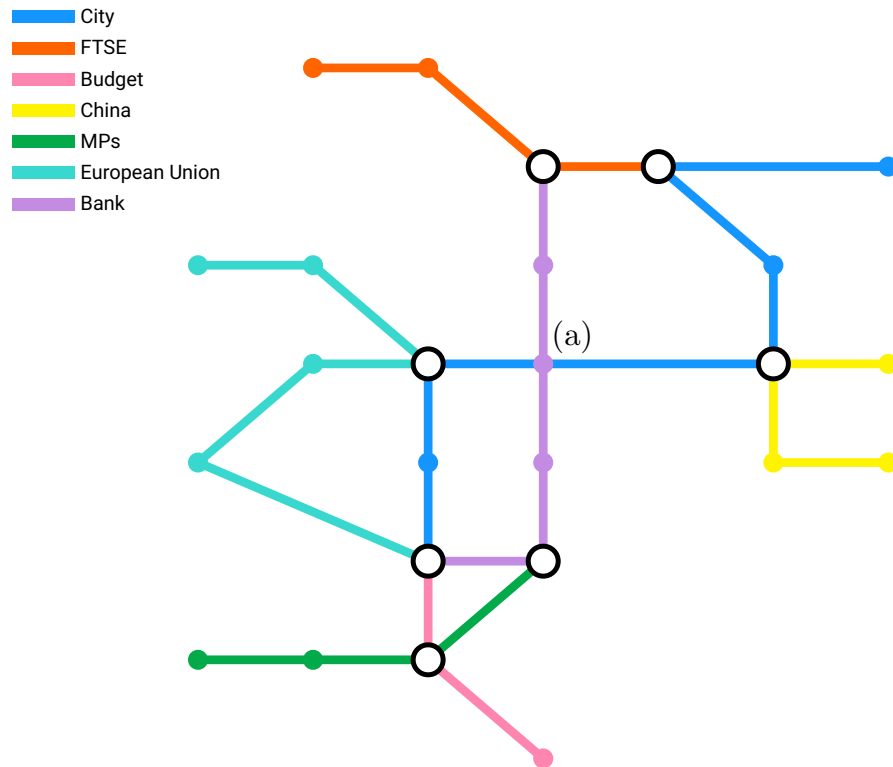 City
FTSE
Budget
China
MPs
European Union
Bank
(a)